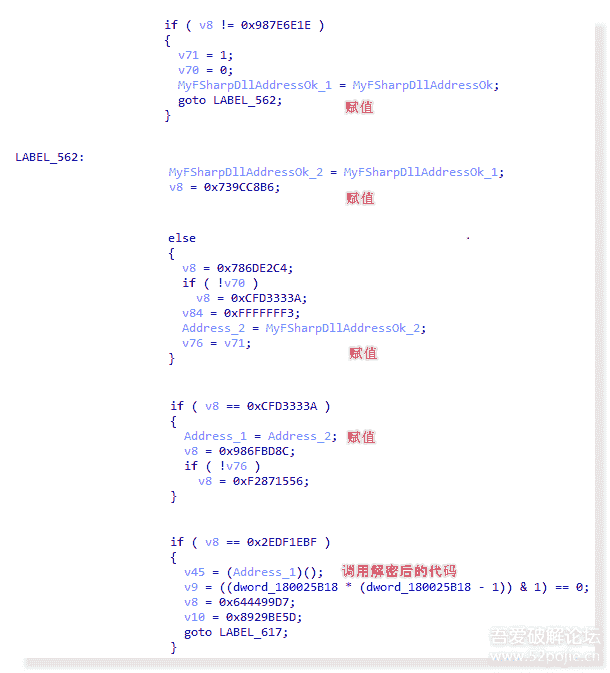 if ( v8 != 0x987E6E1E )
{
v71 = 1;
v70 = 0;
MyFSharpDllAddressOk_1 = MyFSharpDllAddressOk;
goto LABEL_562;
赋值
}
LABEL_562:
MyFSharpDllAddressOk_2 = MyFSharpDllAddressOk_1;
v8 = 0x739CC8B6;
赋值
else
{
v8 = 0x786DE2C4;
if ( !v70 )
v8 = 0xCFD3333A;
v84 = 0xFFFFFFF3;
Address_2 = MyFSharpDllAddressOk_2;
v76 = v71;
赋值
}
if ( v8 == 0xCFD3333A )
{
Address_1 = Address_2; 赋值
v8 = 0x986FBD8C;
if ( !v76 )
v8 = 0xF2871556;
}
if ( v8 == 0x2EDF1EBF )
{
v45 = (Address_1)(); 调用解密后的代码
v9 = ((dword_180025B18 * (dword_180025B18 - 1)) & 1) == 0;
v8 = 0x644499D7;
v10 = 0x8929BE5D;
goto LABEL_617;
}
吾爱破解论坛
www.52pojie.cn